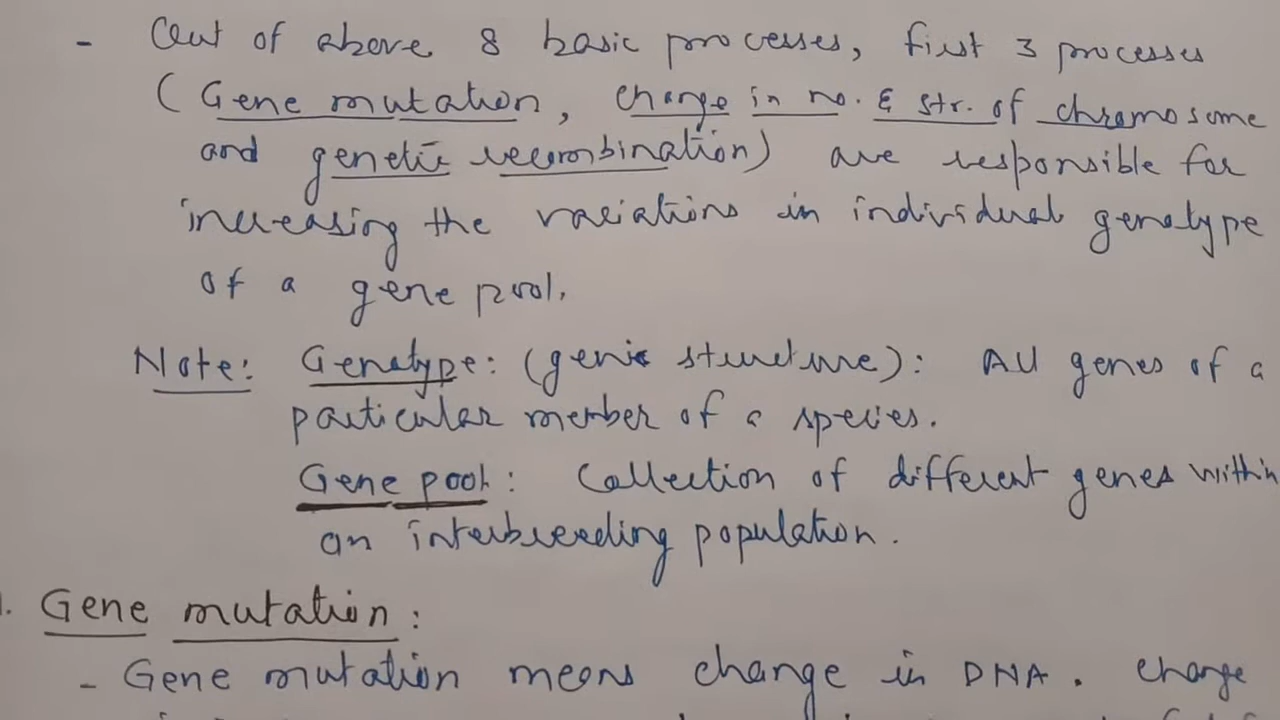 - Out of above 8 basic processes, first 3 processes
(Gene mutation, change in no. & str. of chromosome
and genetic recombination) are responsible for
increasing the variations in individual genotype
of a gene pool.
Note: Genotype: (genic structure): All genes of a
particular member of a species.
Gene pool: Collection of different genes within
an interbreeding population.
1. Gene mutation:
- Gene mutation means change in DNA. Change